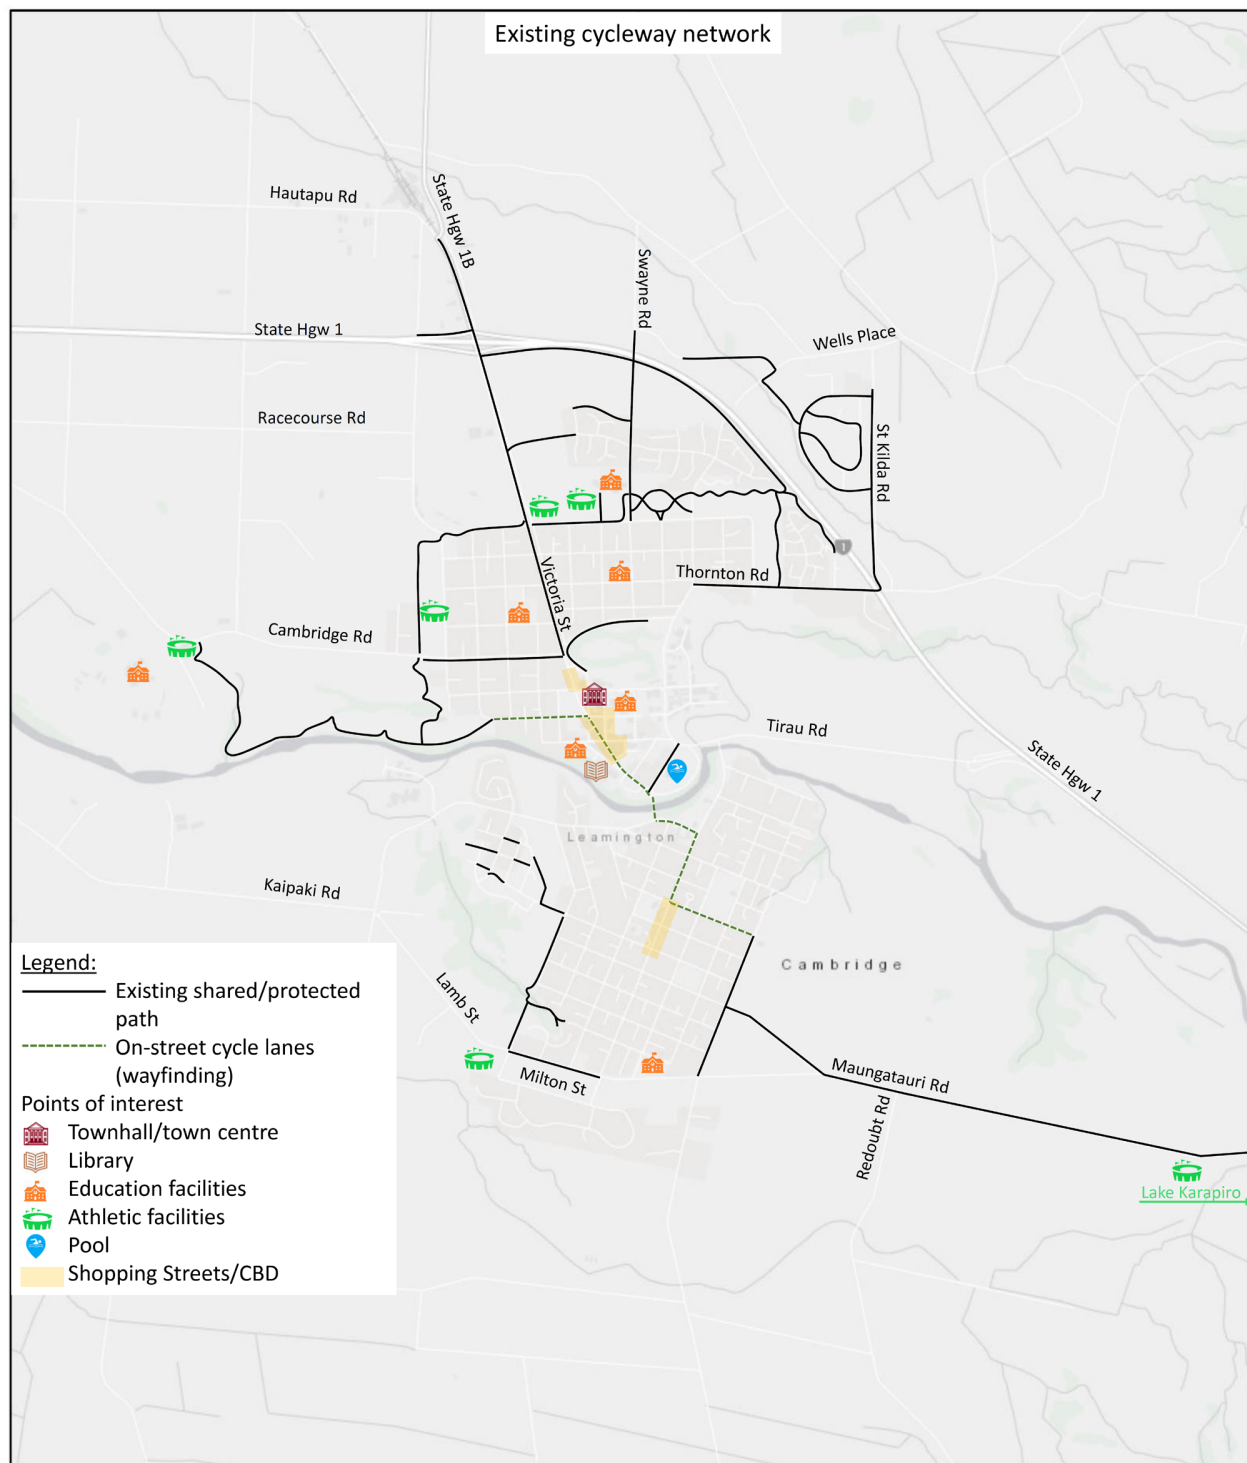 Existing cycleway network
Hautapu Rd
State Hgw 1B
Swayne Rd
State Hgw 1
Wells Place
Racecourse Rd
St Kilda Rd
1
Victoria St
Thornton Rd
Cambridge Rd
Tirau Rd
State Hgw 1
Leamington
Kaipaki Rd
Cambridge
Lamb St
Milton St
Maungatauri Rd
Redoubt Rd
Lake Karapiro
Legend:
Existing shared/protected
path
On-street cycle lanes
(wayfinding)
Points of interest
Townhall/town centre
Library
Education facilities
Athletic facilities
Pool
Shopping Streets/CBD